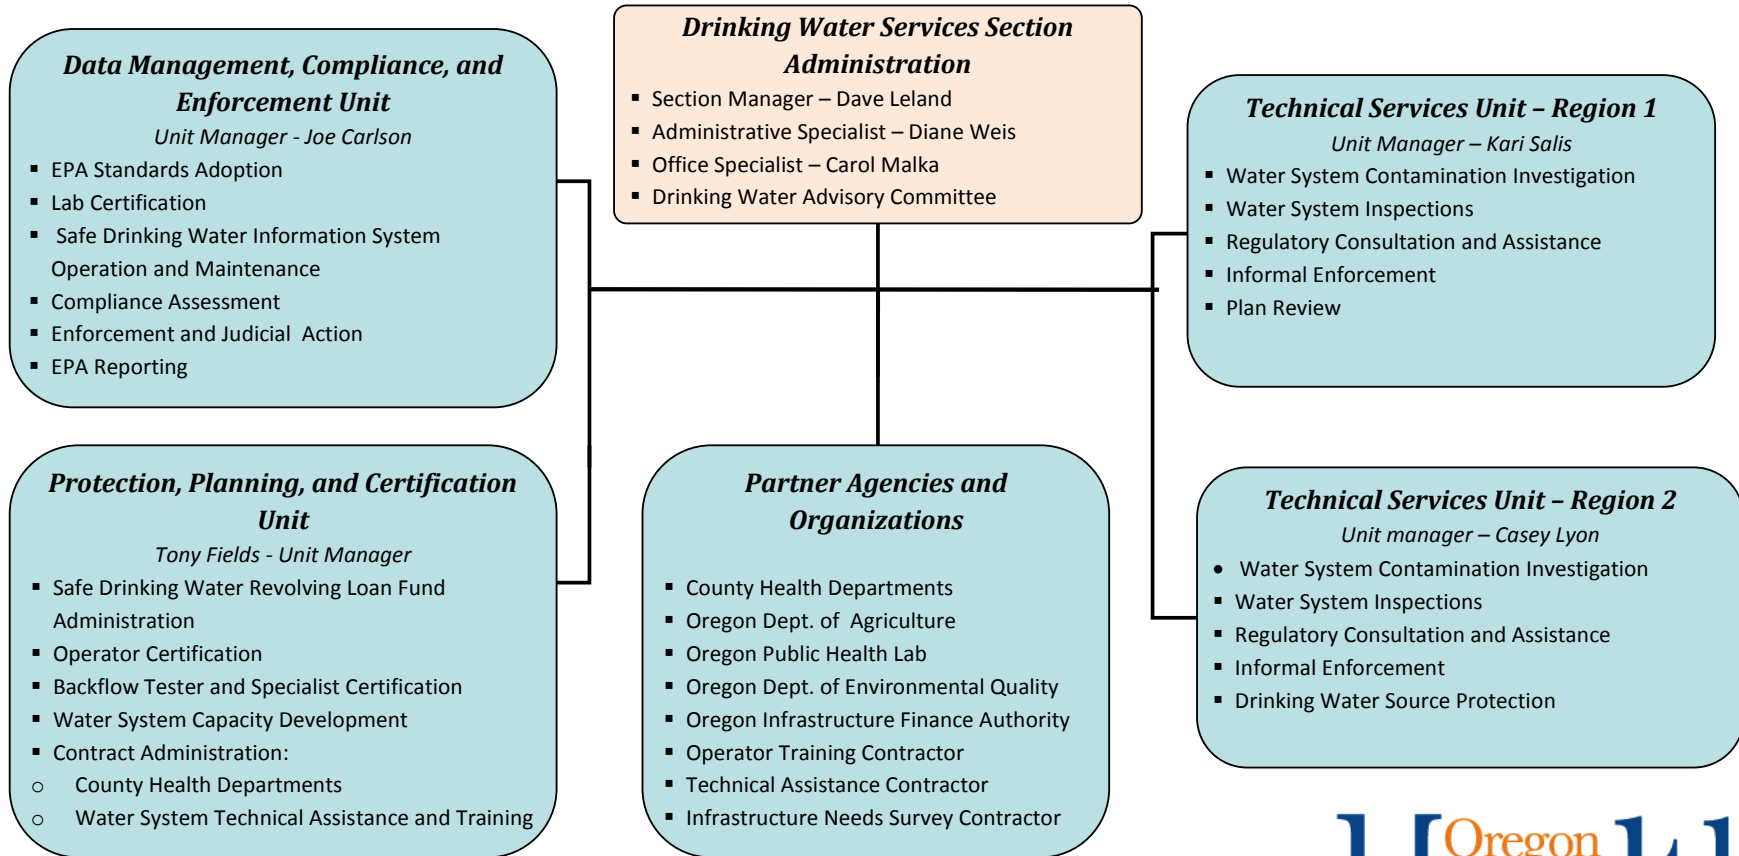 Drinking Water Services Section
Administration
▪ Section Manager – Dave Leland
▪ Administrative Specialist – Diane Weis
▪ Office Specialist – Carol Malka
▪ Drinking Water Advisory Committee
Data Management, Compliance, and
Enforcement Unit
Unit Manager - Joe Carlson
▪ EPA Standards Adoption
▪ Lab Certification
▪ Safe Drinking Water Information System
Operation and Maintenance
▪ Compliance Assessment
▪ Enforcement and Judicial Action
▪ EPA Reporting
Technical Services Unit – Region 1
Unit Manager – Kari Salis
▪ Water System Contamination Investigation
▪ Water System Inspections
▪ Regulatory Consultation and Assistance
▪ Informal Enforcement
▪ Plan Review
Protection, Planning, and Certification
Unit
Tony Fields - Unit Manager
▪ Safe Drinking Water Revolving Loan Fund
Administration
▪ Operator Certification
▪ Backflow Tester and Specialist Certification
▪ Water System Capacity Development
▪ Contract Administration:
o County Health Departments
o Water System Technical Assistance and Training
Partner Agencies and
Organizations
▪ County Health Departments
▪ Oregon Dept. of Agriculture
▪ Oregon Public Health Lab
▪ Oregon Dept. of Environmental Quality
▪ Oregon Infrastructure Finance Authority
▪ Operator Training Contractor
▪ Technical Assistance Contractor
▪ Infrastructure Needs Survey Contractor
Technical Services Unit – Region 2
Unit manager – Casey Lyon
• Water System Contamination Investigation
▪ Water System Inspections
▪ Regulatory Consultation and Assistance
▪ Informal Enforcement
▪ Drinking Water Source Protection
Oregon